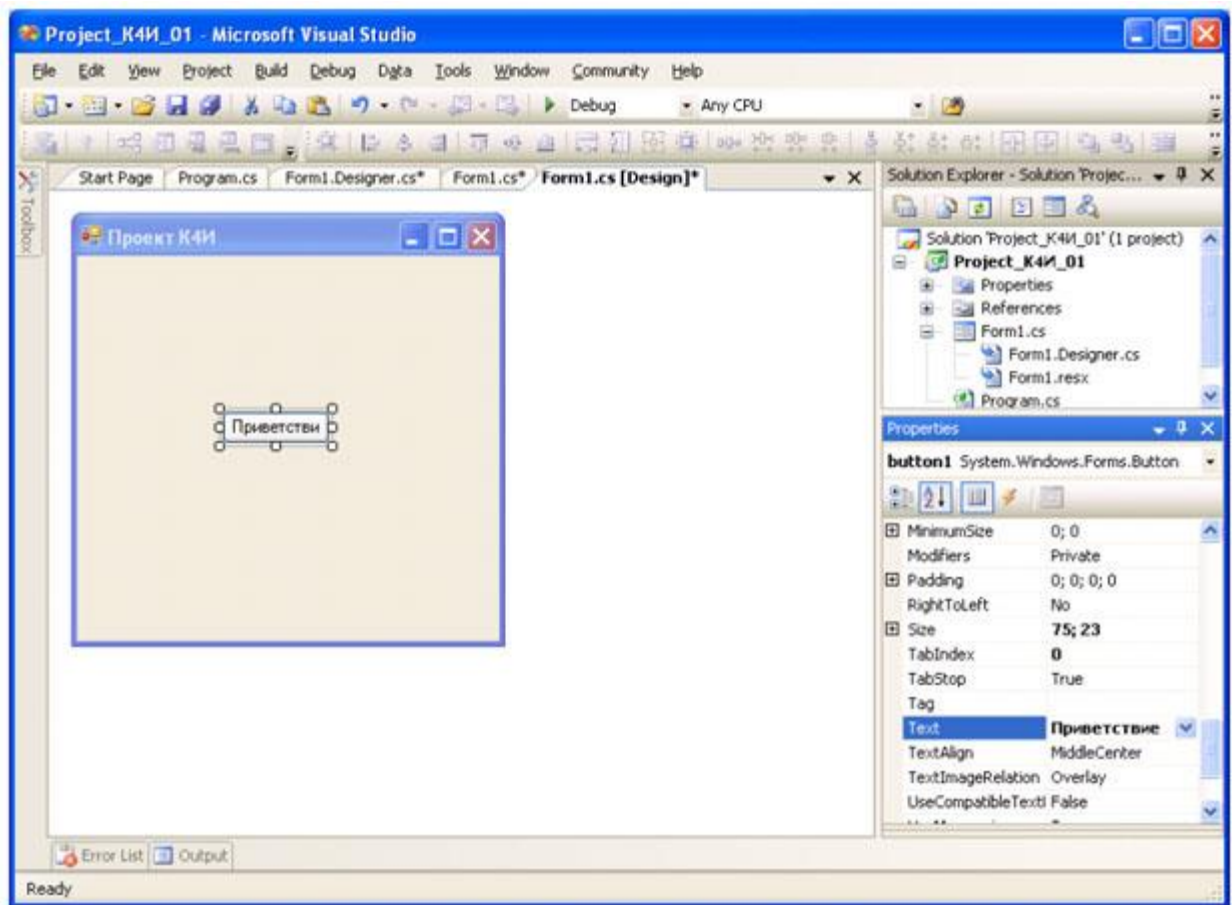 Project_К4И_01 - Microsoft Visual Studio
File Edit View Project Build Debug Data Tools Window Community Help
Debug Any CPU
Toolbox
Start Page Program.cs Form1.Designer.cs* Form1.cs* Form1.cs [Design]*
Проект К4И
Приветстви
Solution Explorer - Solution 'Projec...
Solution 'Project_К4И_01' (1 project)
Project_К4И_01
Properties
References
Form1.cs
Form1.Designer.cs
Form1.resx
Program.cs
Properties
button1 System.Windows.Forms.Button
MinimumSize 0; 0
Modifiers Private
Padding 0; 0; 0; 0
RightToLeft No
Size 75; 23
TabIndex 0
TabStop True
Tag
Text Приветствие
TextAlign MiddleCenter
TextImageRelation Overlay
UseCompatibleText False
Error List Output
Ready